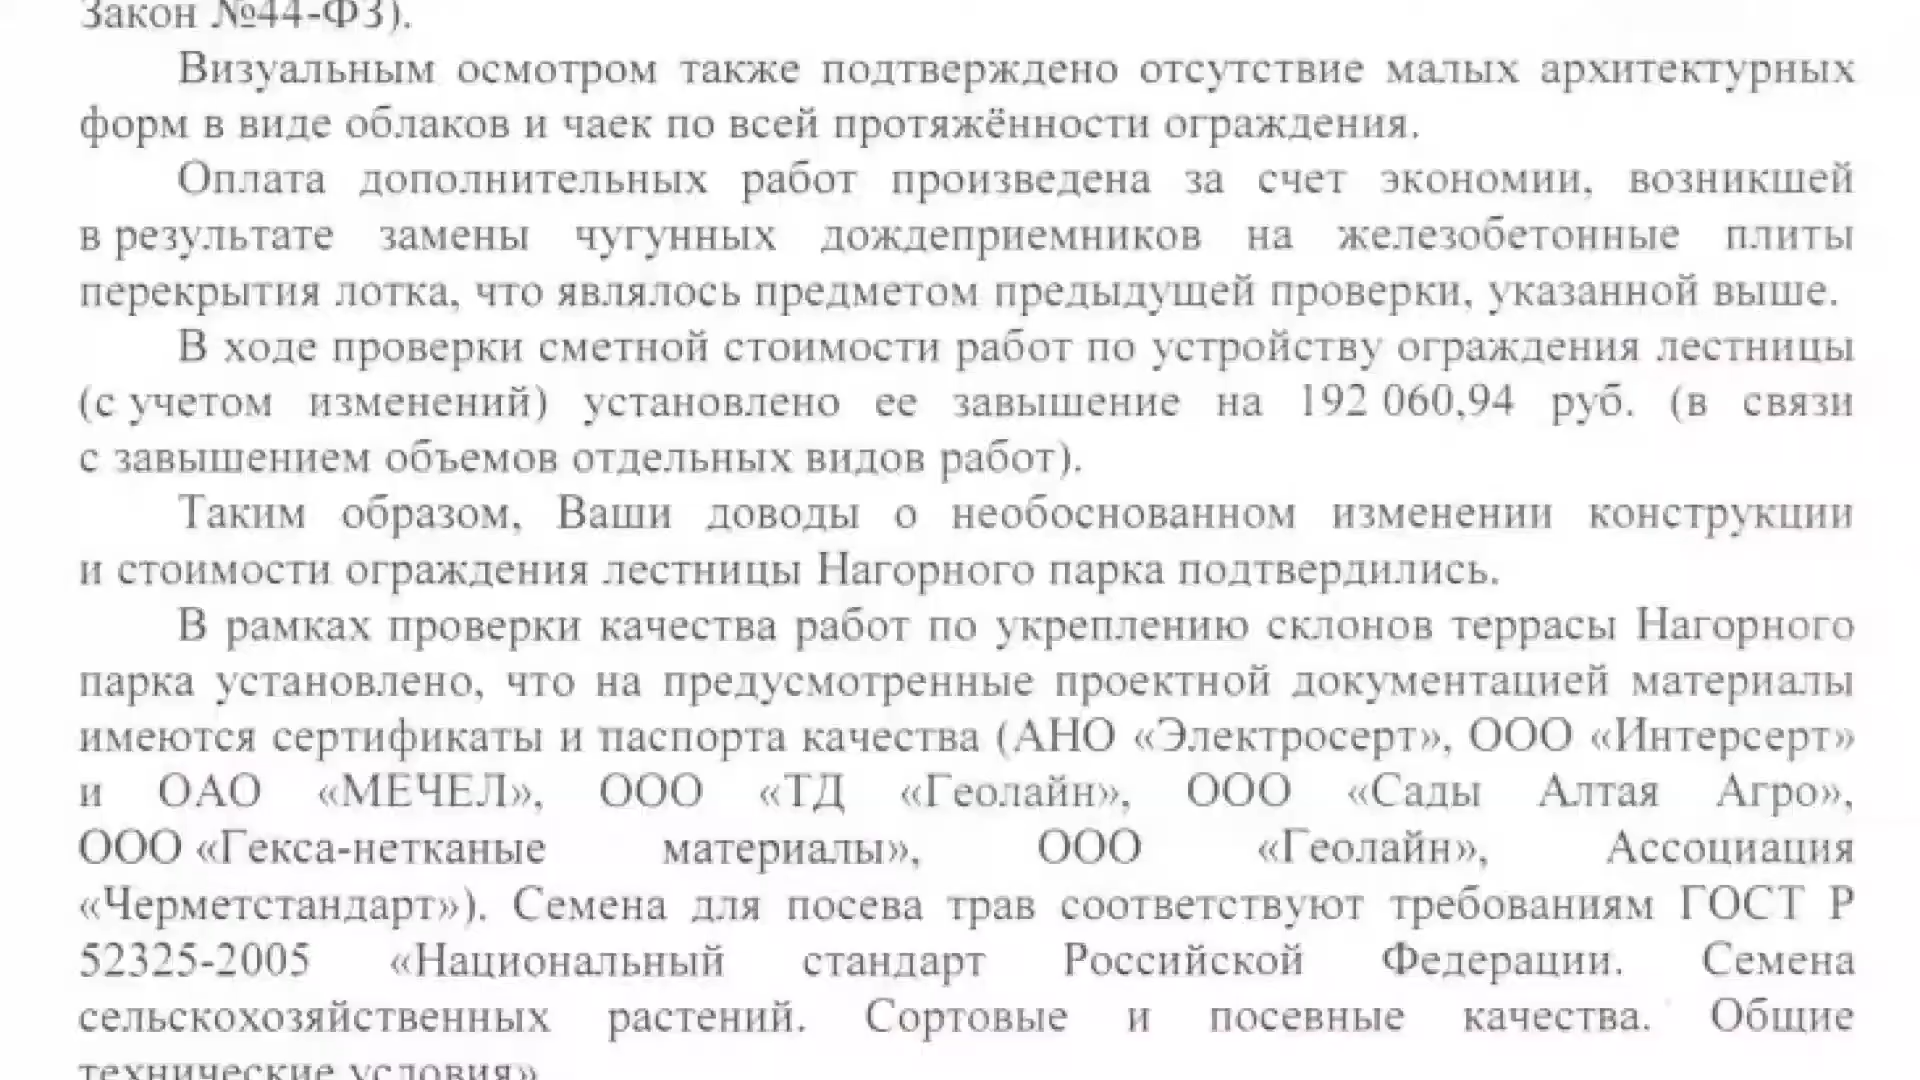 Закон №44-ФЗ).
Визуальным осмотром также подтверждено отсутствие малых архитектурных
форм в виде облаков и чаек по всей протяжённости ограждения.
Оплата дополнительных работ произведена за счет экономии, возникшей
в результате замены чугунных дождеприемников на железобетонные плиты
перекрытия лотка, что являлось предметом предыдущей проверки, указанной выше.
В ходе проверки сметной стоимости работ по устройству ограждения лестницы
(с учетом изменений) установлено ее завышение на 192 060,94 руб. (в связи
с завышением объемов отдельных видов работ).
Таким образом, Ваши доводы о необоснованном изменении конструкции
и стоимости ограждения лестницы Нагорного парка подтвердились.
В рамках проверки качества работ по укреплению склонов террасы Нагорного
парка установлено, что на предусмотренные проектной документацией материалы
имеются сертификаты и паспорта качества (АНО «Электросерт», ООО «Интерсерт»
и ОАО «МЕЧЕЛ», ООО «ТД «Геолайн», ООО «Сады Алтая Агро»,
ООО «Гекса-нетканые материалы», ООО «Геолайн», Ассоциация
«Черметстандарт»). Семена для посева трав соответствуют требованиям ГОСТ Р
52325-2005 «Национальный стандарт Российской Федерации. Семена
сельскохозяйственных растений. Сортовые и посевные качества. Общие
технические условия».